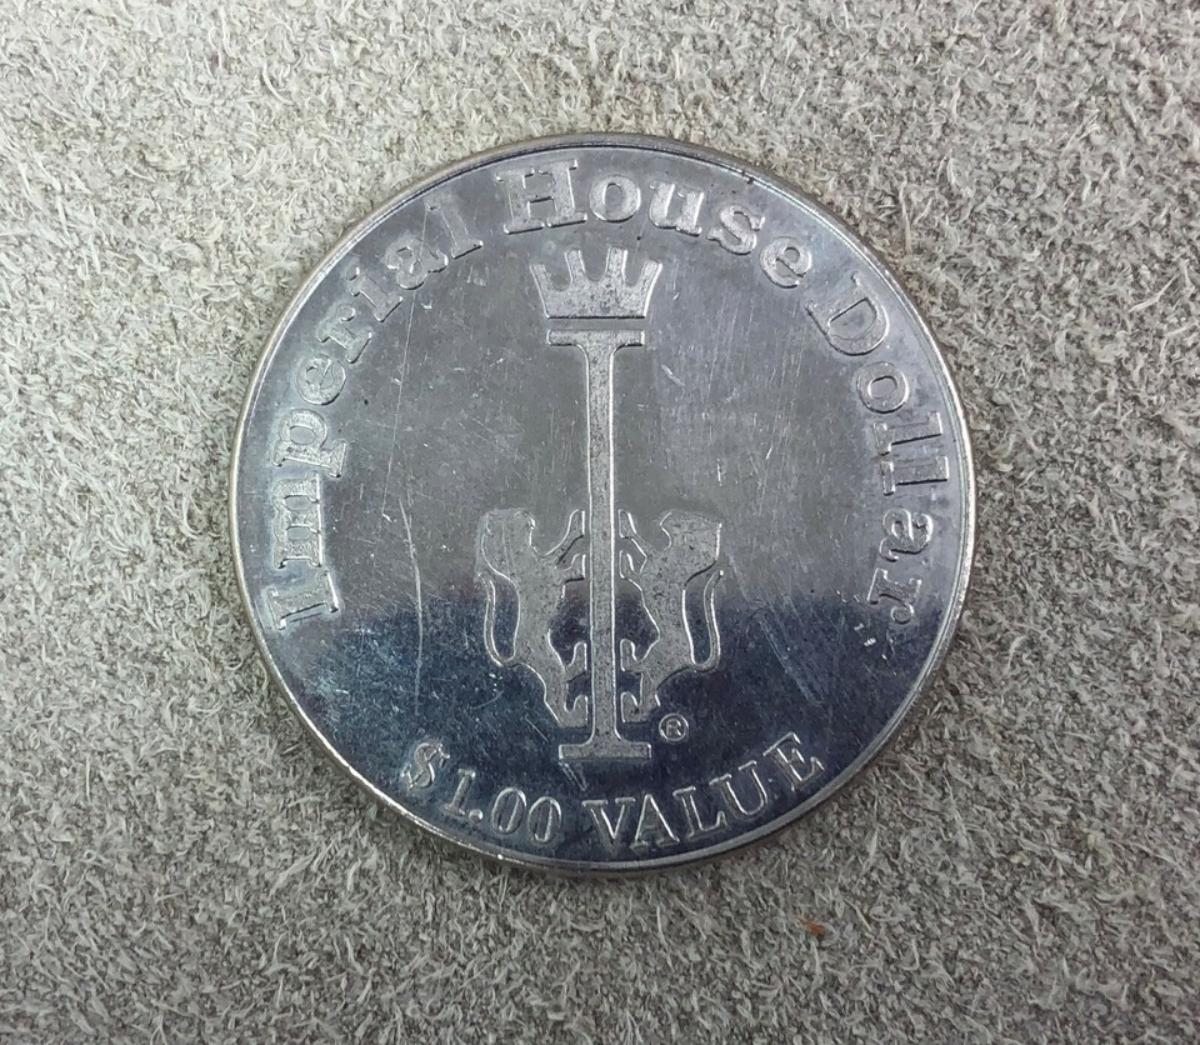 Imperial House Dollar
I
®
$1.00 VALUE